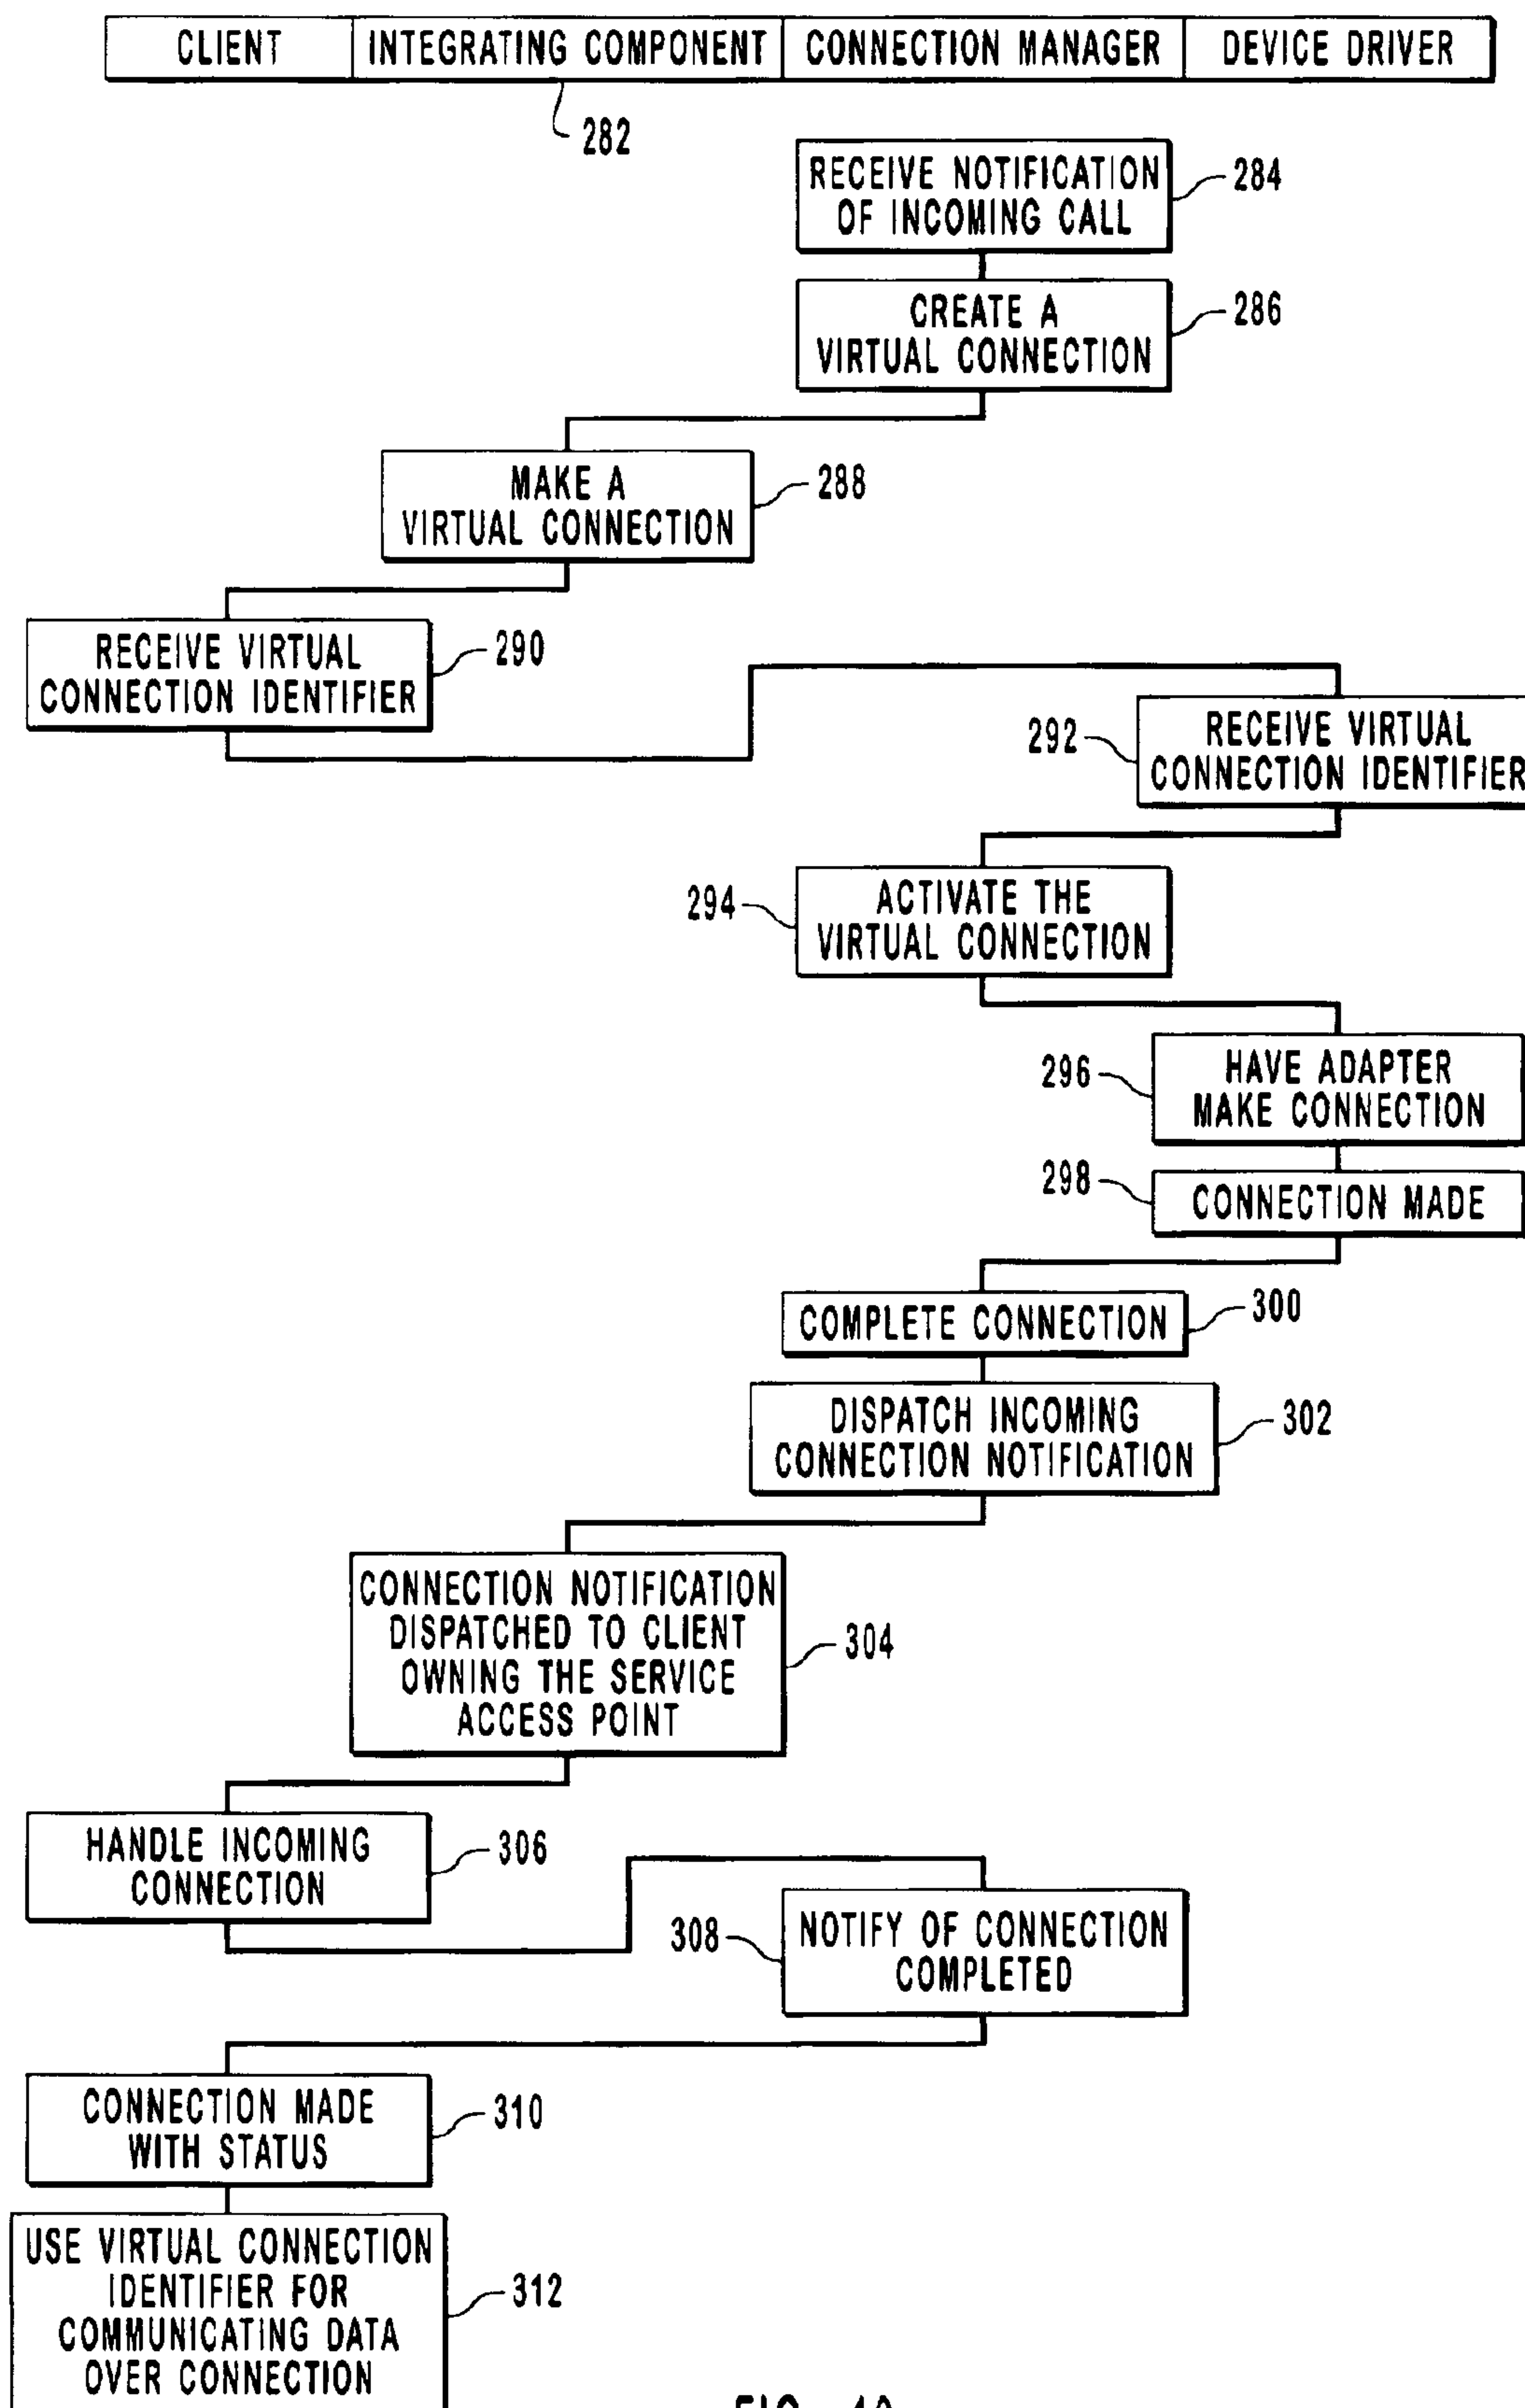 CLIENT INTEGRATING COMPONENT CONNECTION MANAGER DEVICE DRIVER
282
RECEIVE NOTIFICATION
OF INCOMING CALL
284
CREATE A
VIRTUAL CONNECTION
286
MAKE A
VIRTUAL CONNECTION
288
RECEIVE VIRTUAL
CONNECTION IDENTIFIER
290
292
RECEIVE VIRTUAL
CONNECTION IDENTIFIER
294
ACTIVATE THE
VIRTUAL CONNECTION
296
HAVE ADAPTER
MAKE CONNECTION
298
CONNECTION MADE
COMPLETE CONNECTION
300
DISPATCH INCOMING
CONNECTION NOTIFICATION
302
CONNECTION NOTIFICATION
DISPATCHED TO CLIENT
OWNING THE SERVICE
ACCESS POINT
304
HANDLE INCOMING
CONNECTION
306
308
NOTIFY OF CONNECTION
COMPLETED
CONNECTION MADE
WITH STATUS
310
USE VIRTUAL CONNECTION
IDENTIFIER FOR
COMMUNICATING DATA
OVER CONNECTION
312